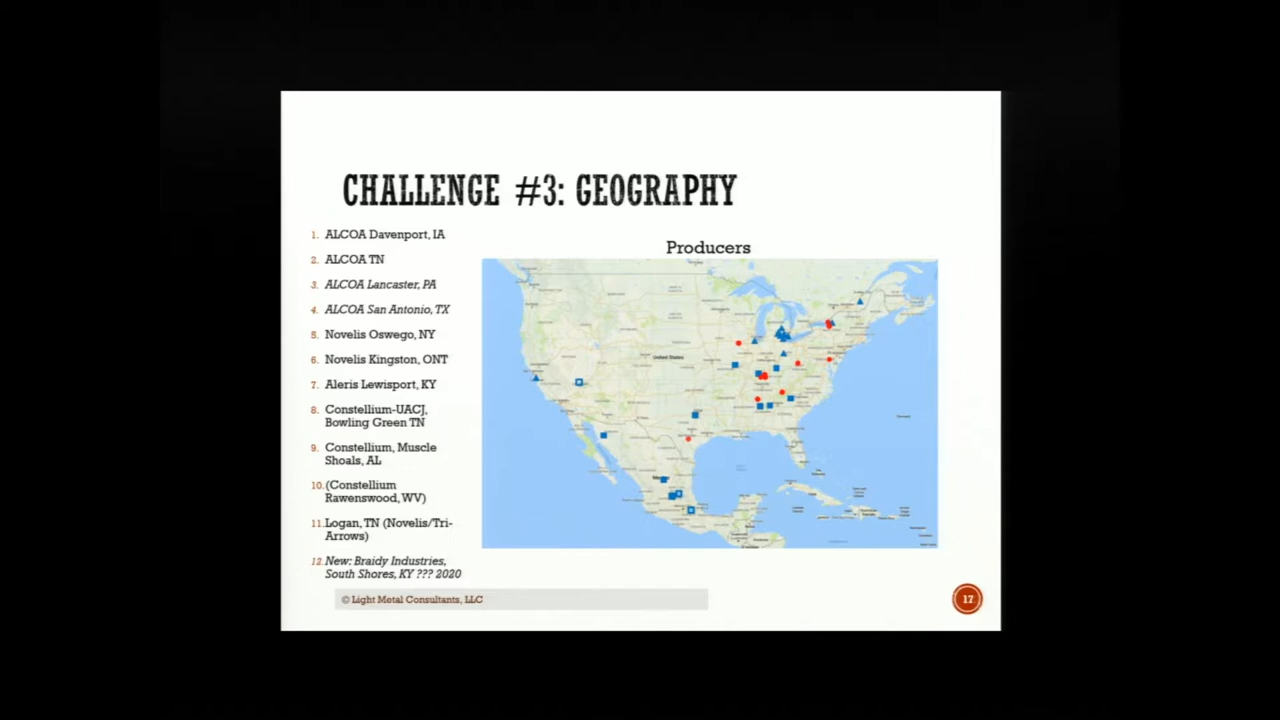 CHALLENGE #3: GEOGRAPHY
1. ALCOA Davenport, IA
2. ALCOA TN
3. ALCOA Lancaster, PA
4. ALCOA San Antonio, TX
5. Novelis Oswego, NY
6. Novelis Kingston, ONT
7. Aleris Lewisport, KY
8. Constellium-UACJ,
Bowling Green TN
9. Constellium, Muscle
Shoals, AL
10. (Constellium
Rawenswood, WV)
11. Logan, TN (Novelis/Tri-
Arrows)
12. New: Braidy Industries,
South Shores, KY ??? 2020
Producers
United States
© Light Metal Consultants, LLC
17